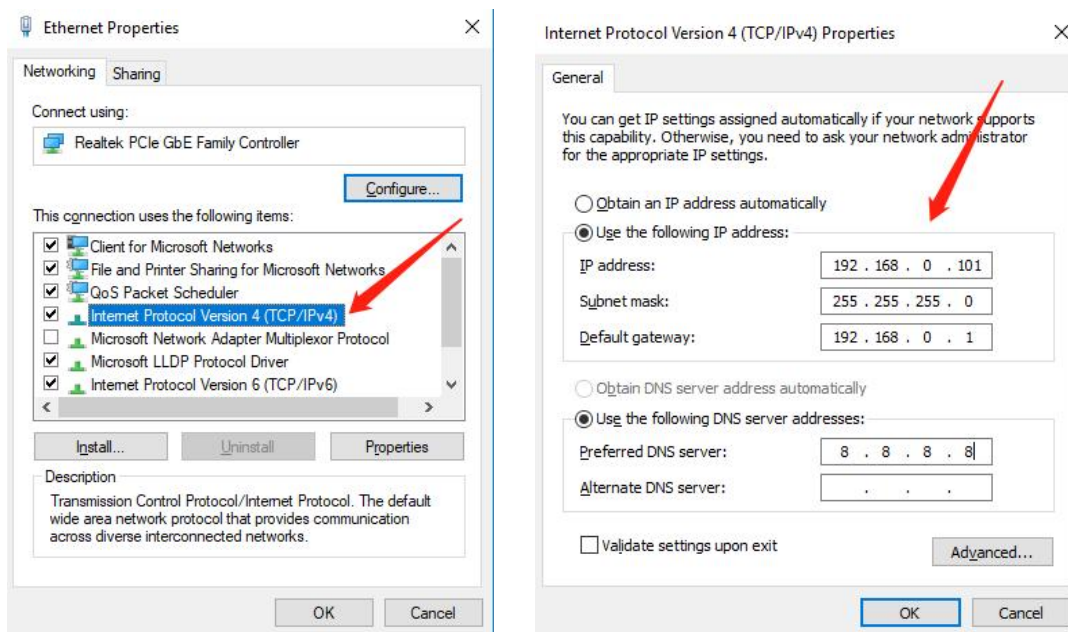 Ethernet Properties
Networking
Sharing
Connect using:
Realtek PCIe GbE Family Controller
Configure...
This connection uses the following items:
Client for Microsoft Networks
File and Printer Sharing for Microsoft Networks
QoS Packet Scheduler
Internet Protocol Version 4 (TCP/IPv4)
Microsoft Network Adapter Multiplexor Protocol
Microsoft LLDP Protocol Driver
Internet Protocol Version 6 (TCP/IPv6)
Install...
Uninstall
Properties
Description
Transmission Control Protocol/Internet Protocol. The default
wide area network protocol that provides communication
across diverse interconnected networks.
OK
Cancel
Internet Protocol Version 4 (TCP/IPv4) Properties
General
You can get IP settings assigned automatically if your network supports
this capability. Otherwise, you need to ask your network administrator
for the appropriate IP settings.
Obtain an IP address automatically
Use the following IP address:
IP address: 192 . 168 . 0 . 101
Subnet mask: 255 . 255 . 255 . 0
Default gateway: 192 . 168 . 0 . 1
Obtain DNS server address automatically
Use the following DNS server addresses:
Preferred DNS server: 8 . 8 . 8 . 8
Alternate DNS server: . . .
Validate settings upon exit
Advanced...
OK
Cancel